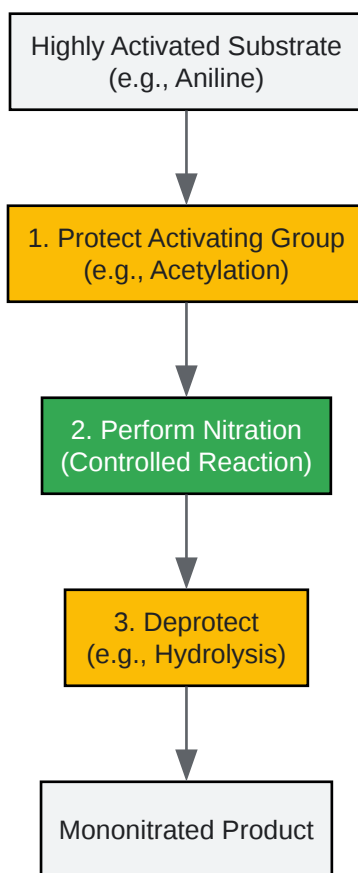 Highly Activated Substrate
(e.g., Aniline)
1. Protect Activating Group
(e.g., Acetylation)
2. Perform Nitration
(Controlled Reaction)
3. Deprotect
(e.g., Hydrolysis)
Mononitrated Product